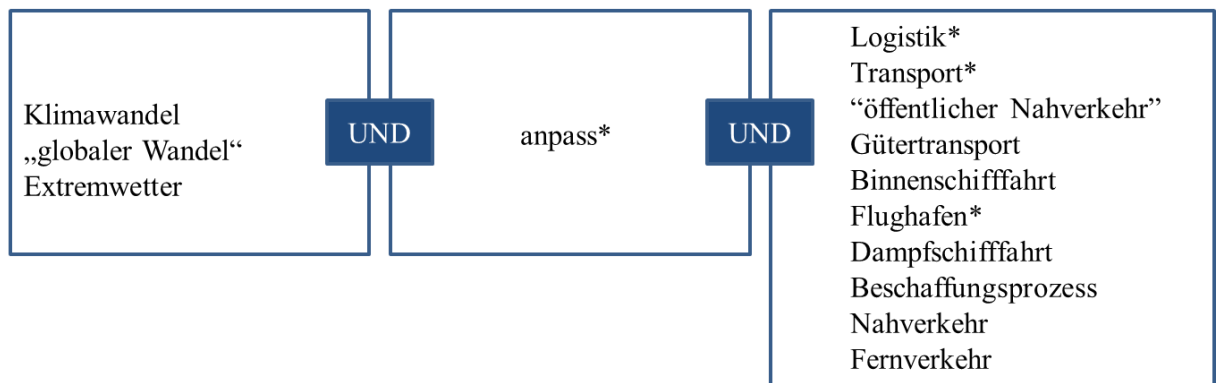 Klimawandel
„globaler Wandel“
Extremwetter
UND
anpass*
UND
Logistik*
Transport*
“öffentlicher Nahverkehr”
Gütertransport
Binnenschifffahrt
Flughafen*
Dampfschifffahrt
Beschaffungsprozess
Nahverkehr
Fernverkehr